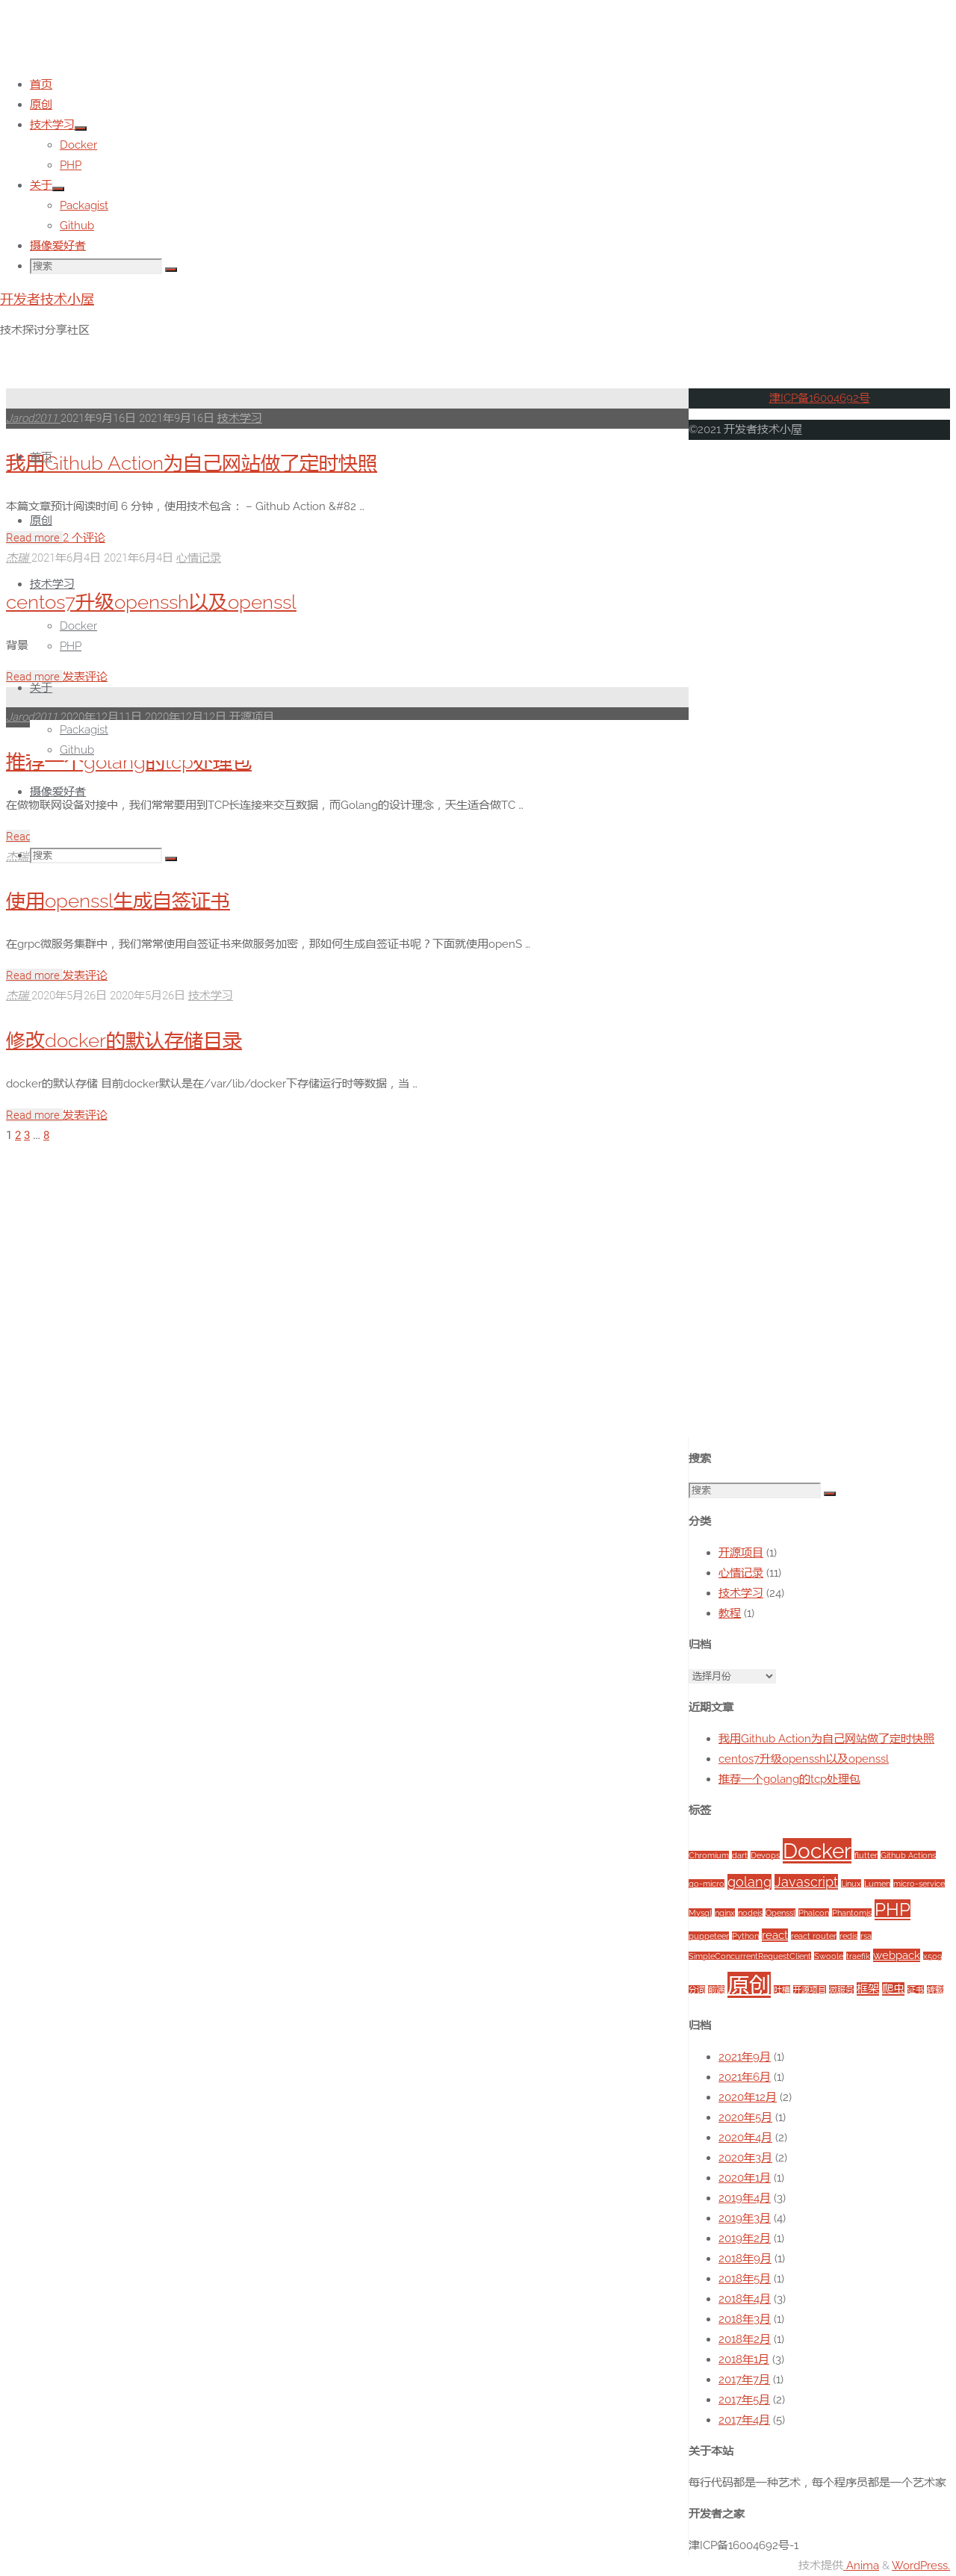 首页
原创
技术学习
Docker
PHP
关于
Packagist
Github
摄像爱好者
搜索
开发者技术小屋
技术探讨分享社区
津ICP备16004692号
©2021 开发者技术小屋
Jarod2011 2021年9月16日 2021年9月16日 技术学习
首页
我用Github Action为自己网站做了定时快照
本篇文章预计阅读时间 6 分钟，使用技术包含： – Github Action &#82 …
原创
Read more 2 个评论
杰瑞 2021年6月4日 2021年6月4日 心情记录
技术学习
centos7升级openssh以及openssl
Docker
背景
PHP
Read more 发表评论
关于
Jarod2011 2020年12月11日 2020年12月12日 开源项目
Packagist
Github
推荐一个golang的tcp处理包
摄像爱好者
在做物联网设备对接中，我们常常要用到TCP长连接来交互数据，而Golang的设计理念，天生适合做TC …
Read
杰瑞
搜索
使用openssl生成自签证书
在grpc微服务集群中，我们常常使用自签证书来做服务加密，那如何生成自签证书呢？下面就使用openS …
Read more 发表评论
杰瑞 2020年5月26日 2020年5月26日 技术学习
修改docker的默认存储目录
docker的默认存储 目前docker默认是在/var/lib/docker下存储运行时等数据，当 …
Read more 发表评论
1 2 3 … 8
搜索
搜索
分类
开源项目 (1)
心情记录 (11)
技术学习 (24)
教程 (1)
归档
选择月份
近期文章
我用Github Action为自己网站做了定时快照
centos7升级openssh以及openssl
推荐一个golang的tcp处理包
标签
Chromium dart Devops Docker flutter Github Actions
go-micro golang Javascript Linux Lumen micro-service
Mysql nginx nodejs Openssl Phalcon Phantomjs PHP
puppeteer Python react react router redis rsa
SimpleConcurrentRequestClient Swoole traefik webpack x509
分词 原创 吐槽 开源项目 微服务 框架 爬虫 证书 转载
归档
2021年9月 (1)
2021年6月 (1)
2020年12月 (2)
2020年5月 (1)
2020年4月 (2)
2020年3月 (2)
2020年1月 (1)
2019年4月 (3)
2019年3月 (4)
2019年2月 (1)
2018年9月 (1)
2018年5月 (1)
2018年4月 (3)
2018年3月 (1)
2018年2月 (1)
2018年1月 (3)
2017年7月 (1)
2017年5月 (2)
2017年4月 (5)
关于本站
每行代码都是一种艺术，每个程序员都是一个艺术家
开发者之家
津ICP备16004692号-1
技术提供 Anima & WordPress.